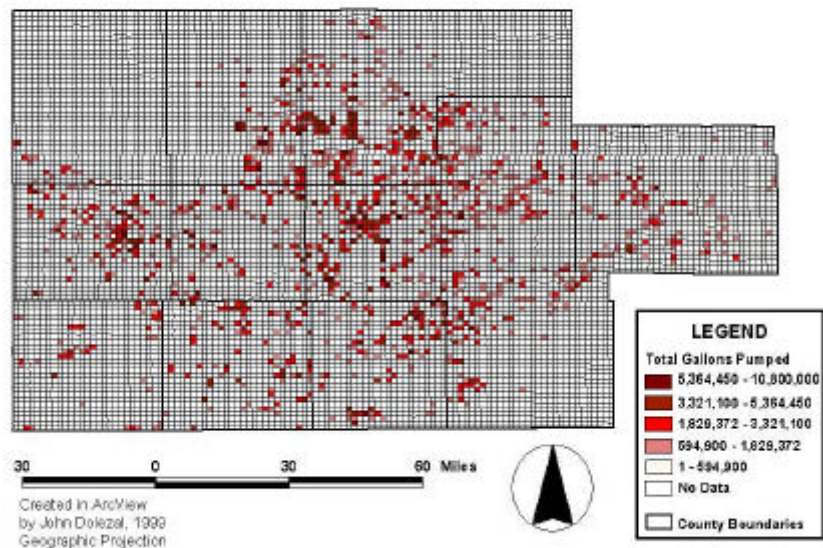 LEGEND
Total Gallons Pumped
5,364,450 - 10,800,000
3,321,100 - 5,364,450
1,829,372 - 3,321,100
594,900 - 1,829,372
1 - 594,900
No Data
County Boundaries
30 0 30 60 Miles
Created in ArcView
by John Dolezal, 1999
Geographic Projection